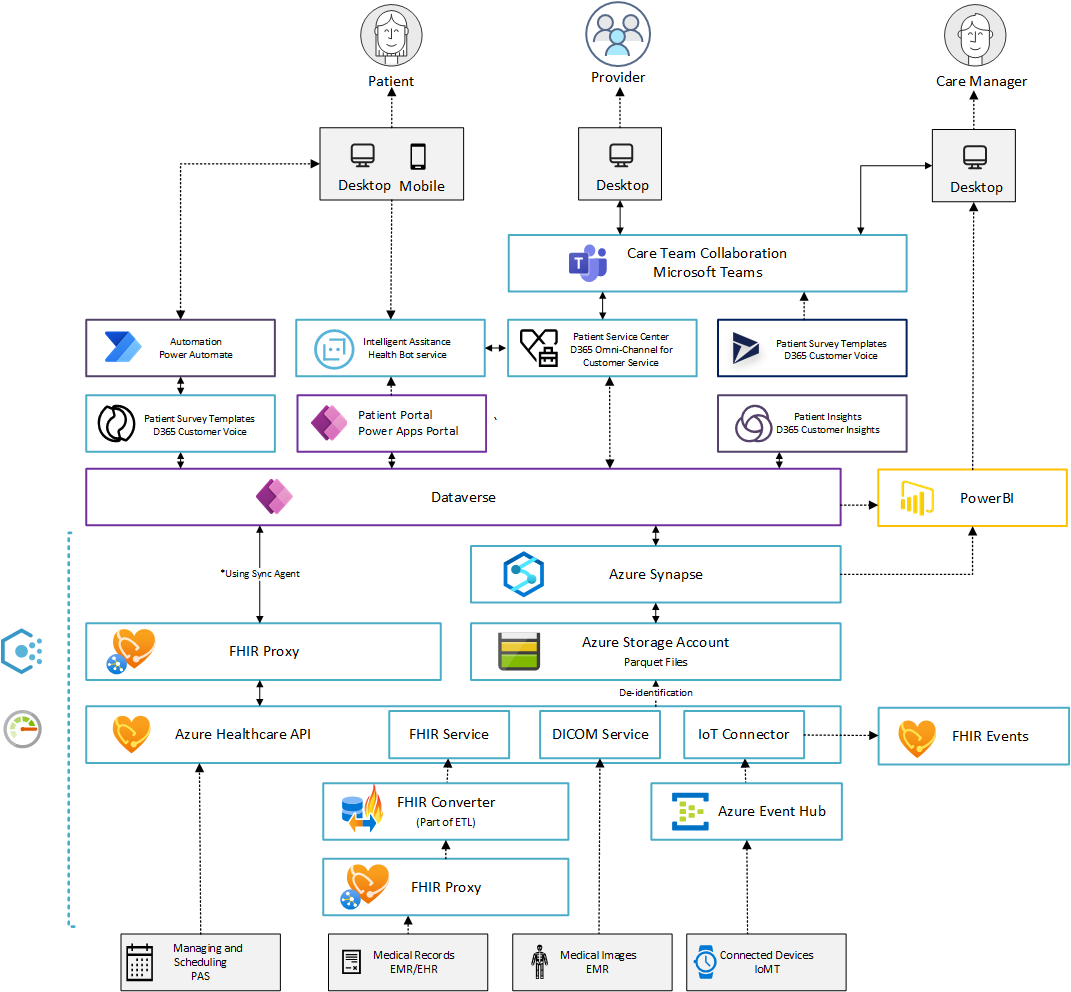 Patient
Provider
Care Manager
Desktop
Mobile
Desktop
Desktop
Care Team Collaboration
Microsoft Teams
Automation
Power Automate
Intelligent Assitance
Health Bot service
Patient Service Center
D365 Omni-Channel for
Customer Service
Patient Survey Templates
D365 Customer Voice
Patient Survey Templates
D365 Customer Voice
Patient Portal
Power Apps Portal
`
Patient Insights
D365 Customer Insights
Dataverse
PowerBI
*Using Sync Agent
Azure Synapse
FHIR Proxy
Azure Storage Account
Parquet Files
De-identification
Azure Healthcare API
FHIR Service
DICOM Service
IoT Connector
FHIR Events
FHIR Converter
(Part of ETL)
Azure Event Hub
FHIR Proxy
Managing and
Scheduling
PAS
Medical Records
EMR/EHR
Medical Images
EMR
Connected Devices
IoMT